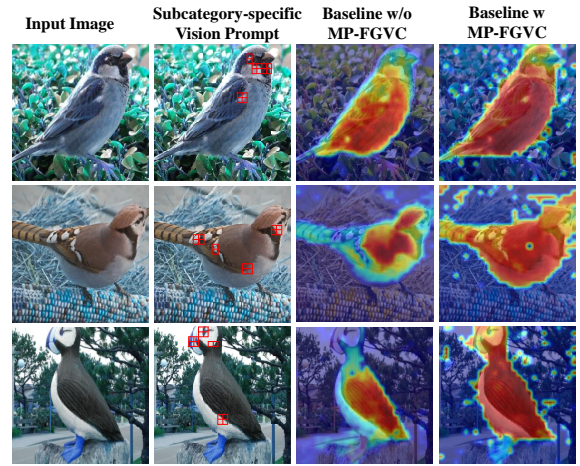 Input Image
Subcategory-specific
Vision Prompt
Baseline w/o
MP-FGVC
Baseline w
MP-FGVC